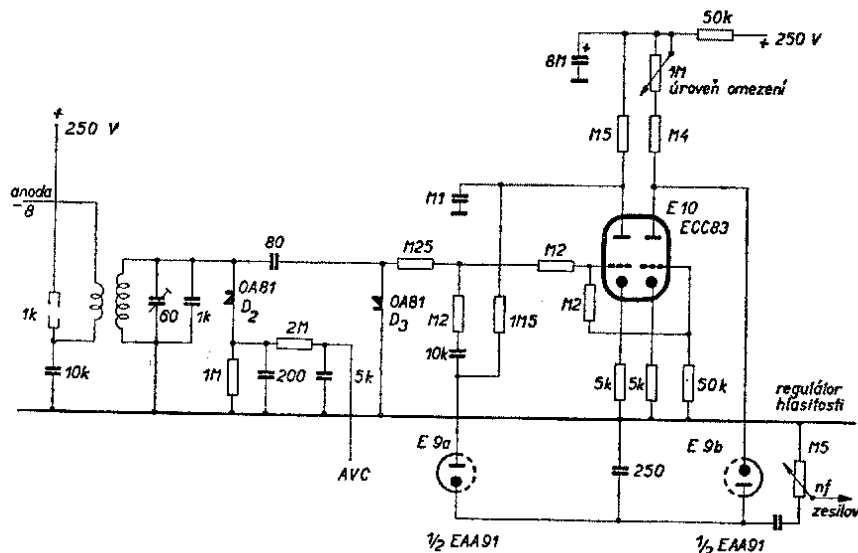 50k
+ 250 V
8M
+
1M
úroveň omezení
M5
M4
+
250 V
anoda
8
M1
E10
ECC83
80
M25
M2
1k
60
1k
OA81
D2
OA81
D3
M2
1M5
M2
10k
2M
10k
1M
200
5k
5k
5k
50k
regulátor
hlasitosti
AVC
E 9a
250
E 9b
M5
nf
zesilov
1/2 EAA91
1/2 EAA91